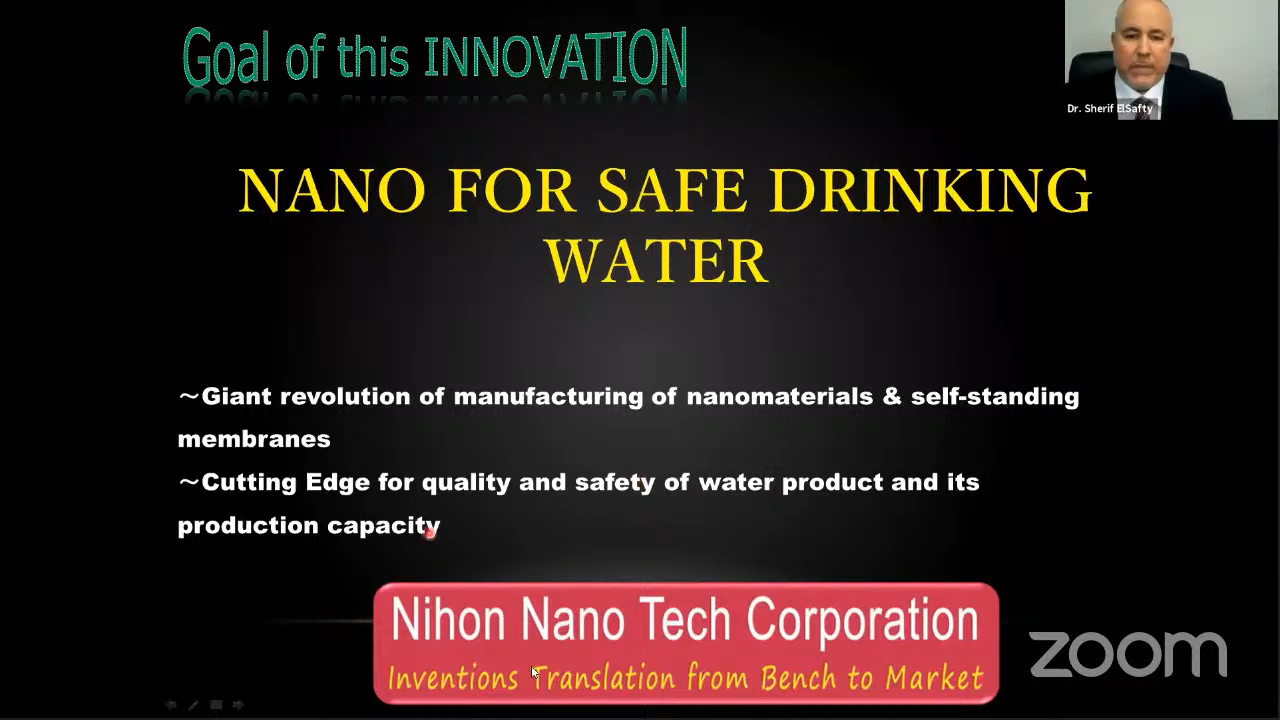 Goal of this INNOVATION
Dr. Sherif ElSafty
NANO FOR SAFE DRINKING
WATER
~Giant revolution of manufacturing of nanomaterials & self-standing
membranes
~Cutting Edge for quality and safety of water product and its
production capacity
Nihon Nano Tech Corporation
Inventions Translation from Bench to Market
zoom